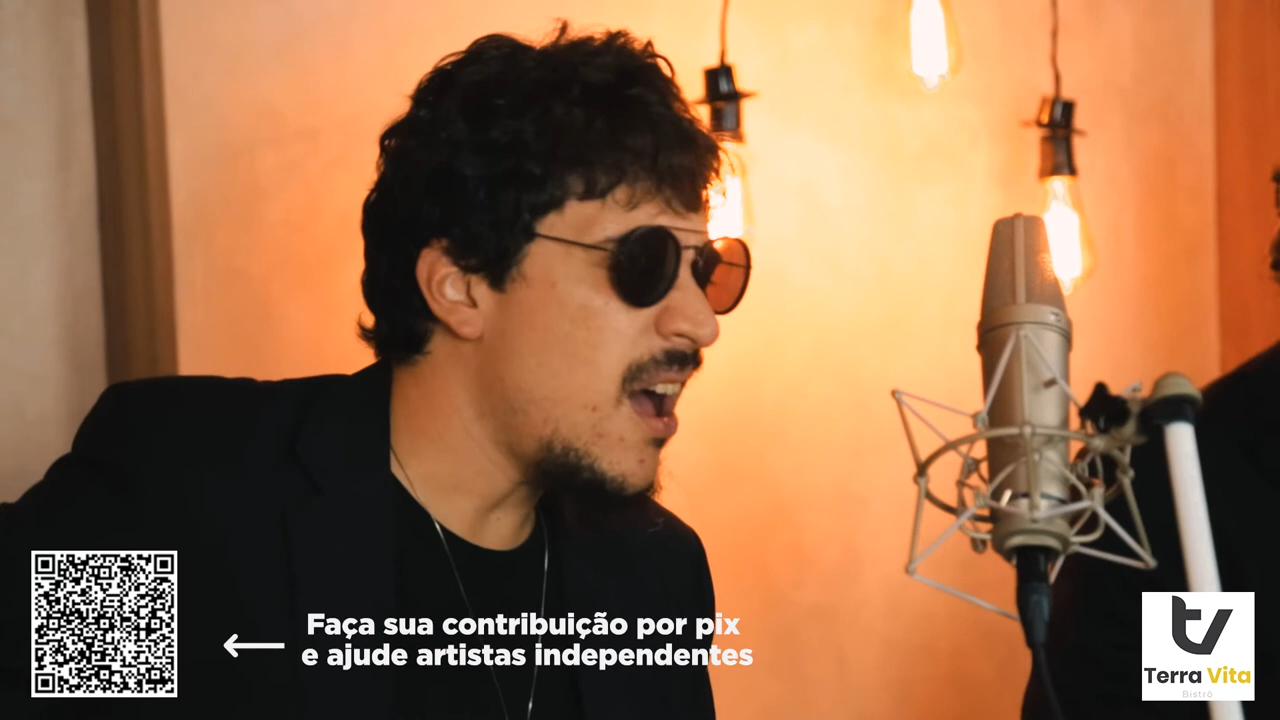 Faça sua contribuição por pix
e ajude artistas independentes
Terra Vita
Bistrô